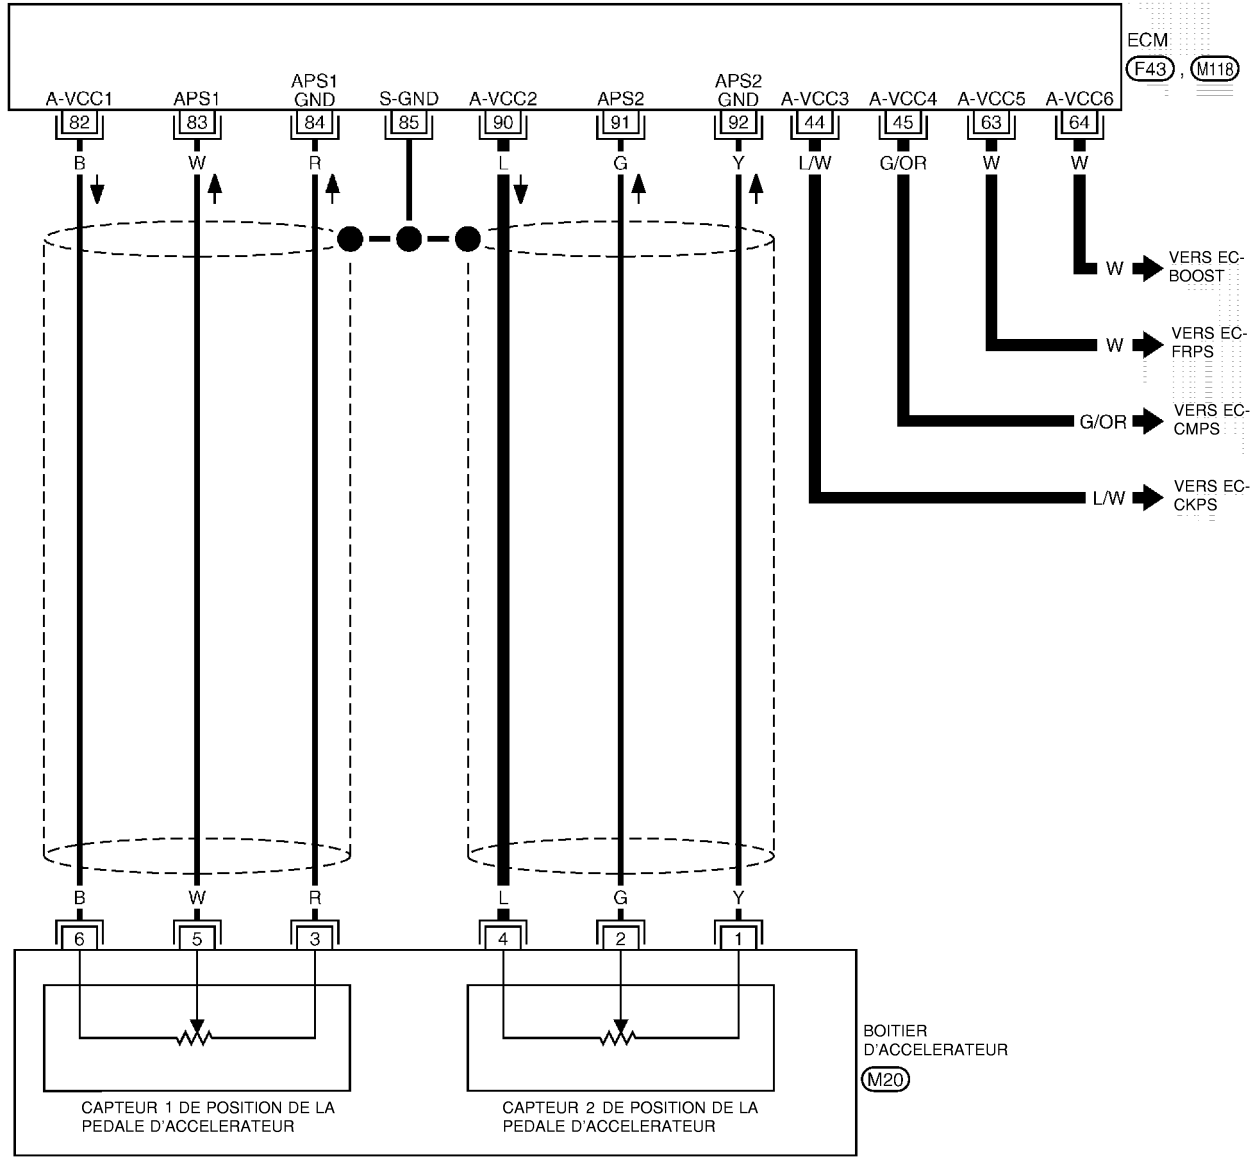 ECM
F43 , M118
A-VCC1 APS1 APS1 GND S-GND A-VCC2 APS2 APS2 GND A-VCC3 A-VCC4 A-VCC5 A-VCC6
82 83 84 85 90 91 92 44 45 63 64
B W R L G Y L/W G/OR W W
W VERS EC-
BOOST
W VERS EC-
FRPS
G/OR VERS EC-
CMPS
L/W VERS EC-
CKPS
B W R L G Y
6 5 3 4 2 1
BOITIER
D'ACCELERATEUR
M20
CAPTEUR 1 DE POSITION DE LA
PEDALE D'ACCELERATEUR
CAPTEUR 2 DE POSITION DE LA
PEDALE D'ACCELERATEUR